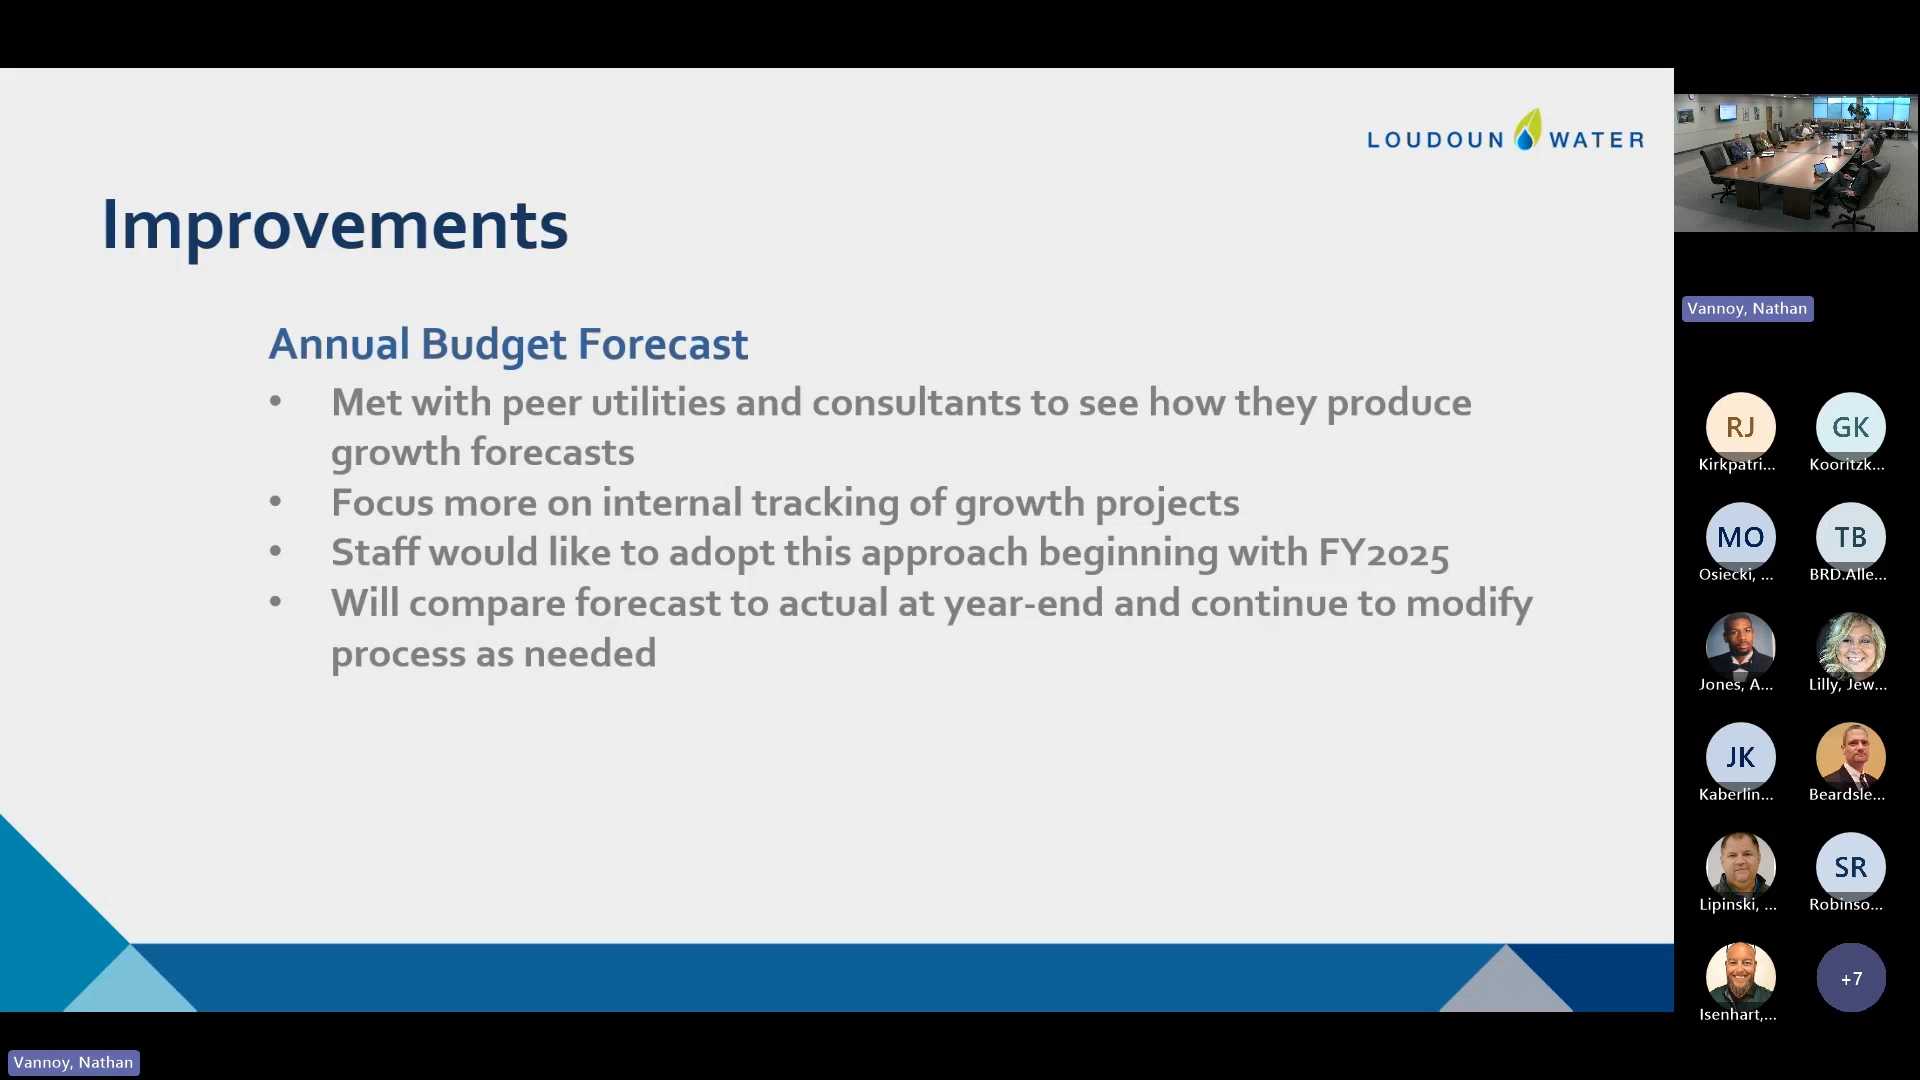 LOUDOUN WATER
Improvements
Annual Budget Forecast
• Met with peer utilities and consultants to see how they produce
growth forecasts
• Focus more on internal tracking of growth projects
• Staff would like to adopt this approach beginning with FY2025
• Will compare forecast to actual at year-end and continue to modify
process as needed
Vannoy, Nathan
RJ
GK
Kirkpatri...
Kooritzk...
MO
TB
Osiecki, ...
BRD.Alle...
Jones, A...
Lilly, Jew...
JK
Kaberlin...
Beardsle...
SR
Lipinski, ...
Robinso...
+7
Isenhart,...
Vannoy, Nathan